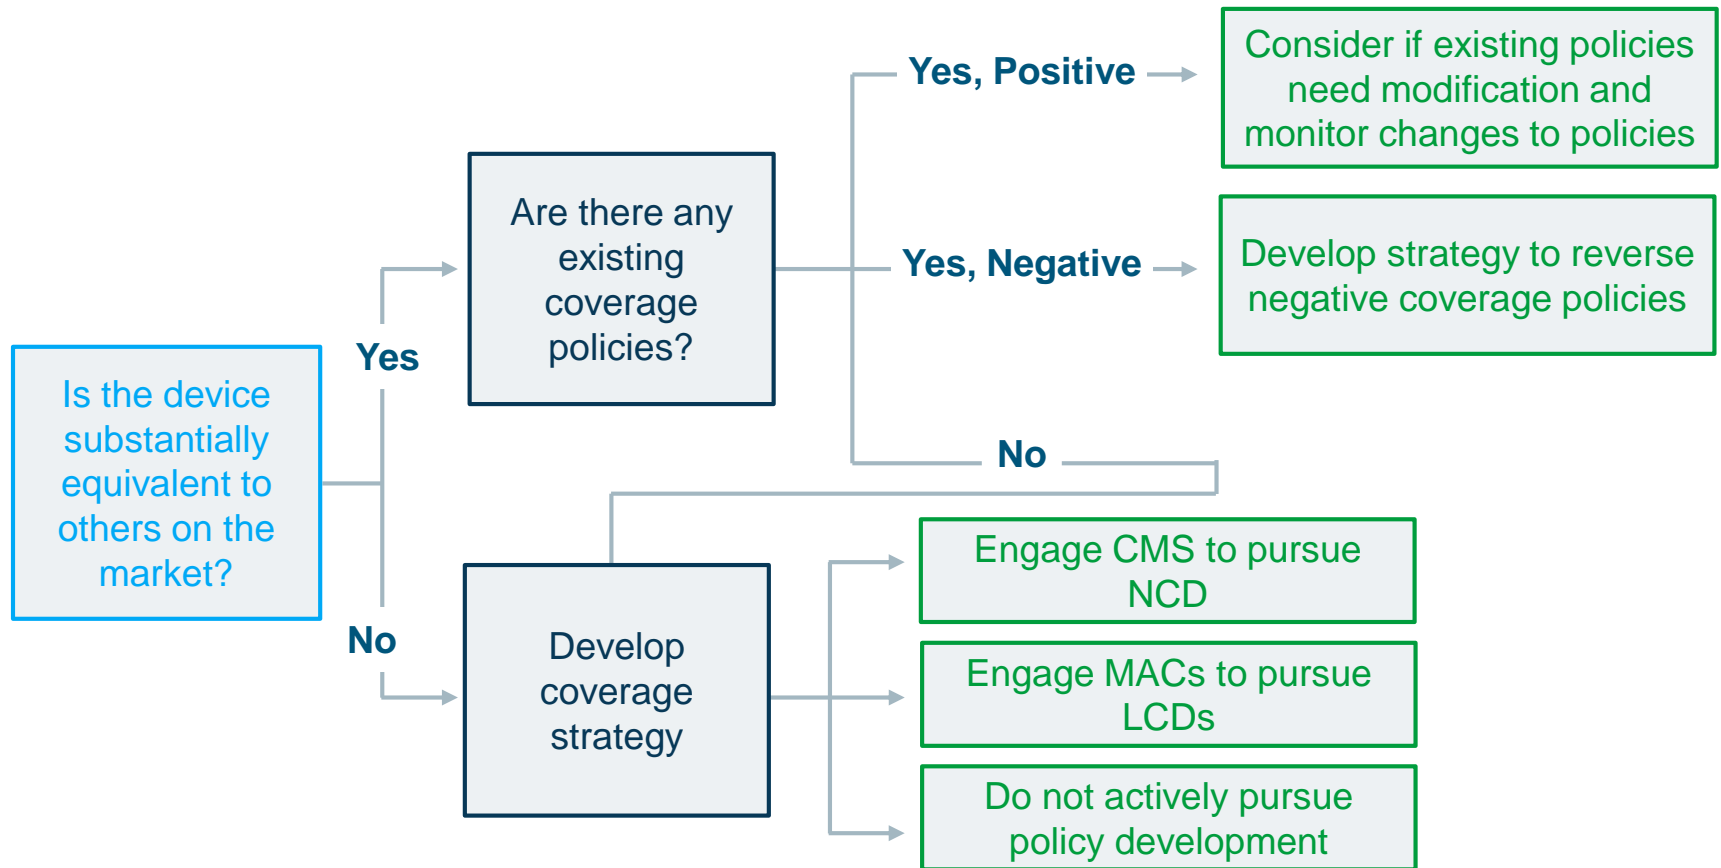 Is the device
substantially
equivalent to
others on the
market?
Yes
No
Are there any
existing
coverage
policies?
Yes, Positive
Consider if existing policies
need modification and
monitor changes to policies
Yes, Negative
Develop strategy to reverse
negative coverage policies
No
Develop
coverage
strategy
Engage CMS to pursue
NCD
Engage MACs to pursue
LCDs
Do not actively pursue
policy development